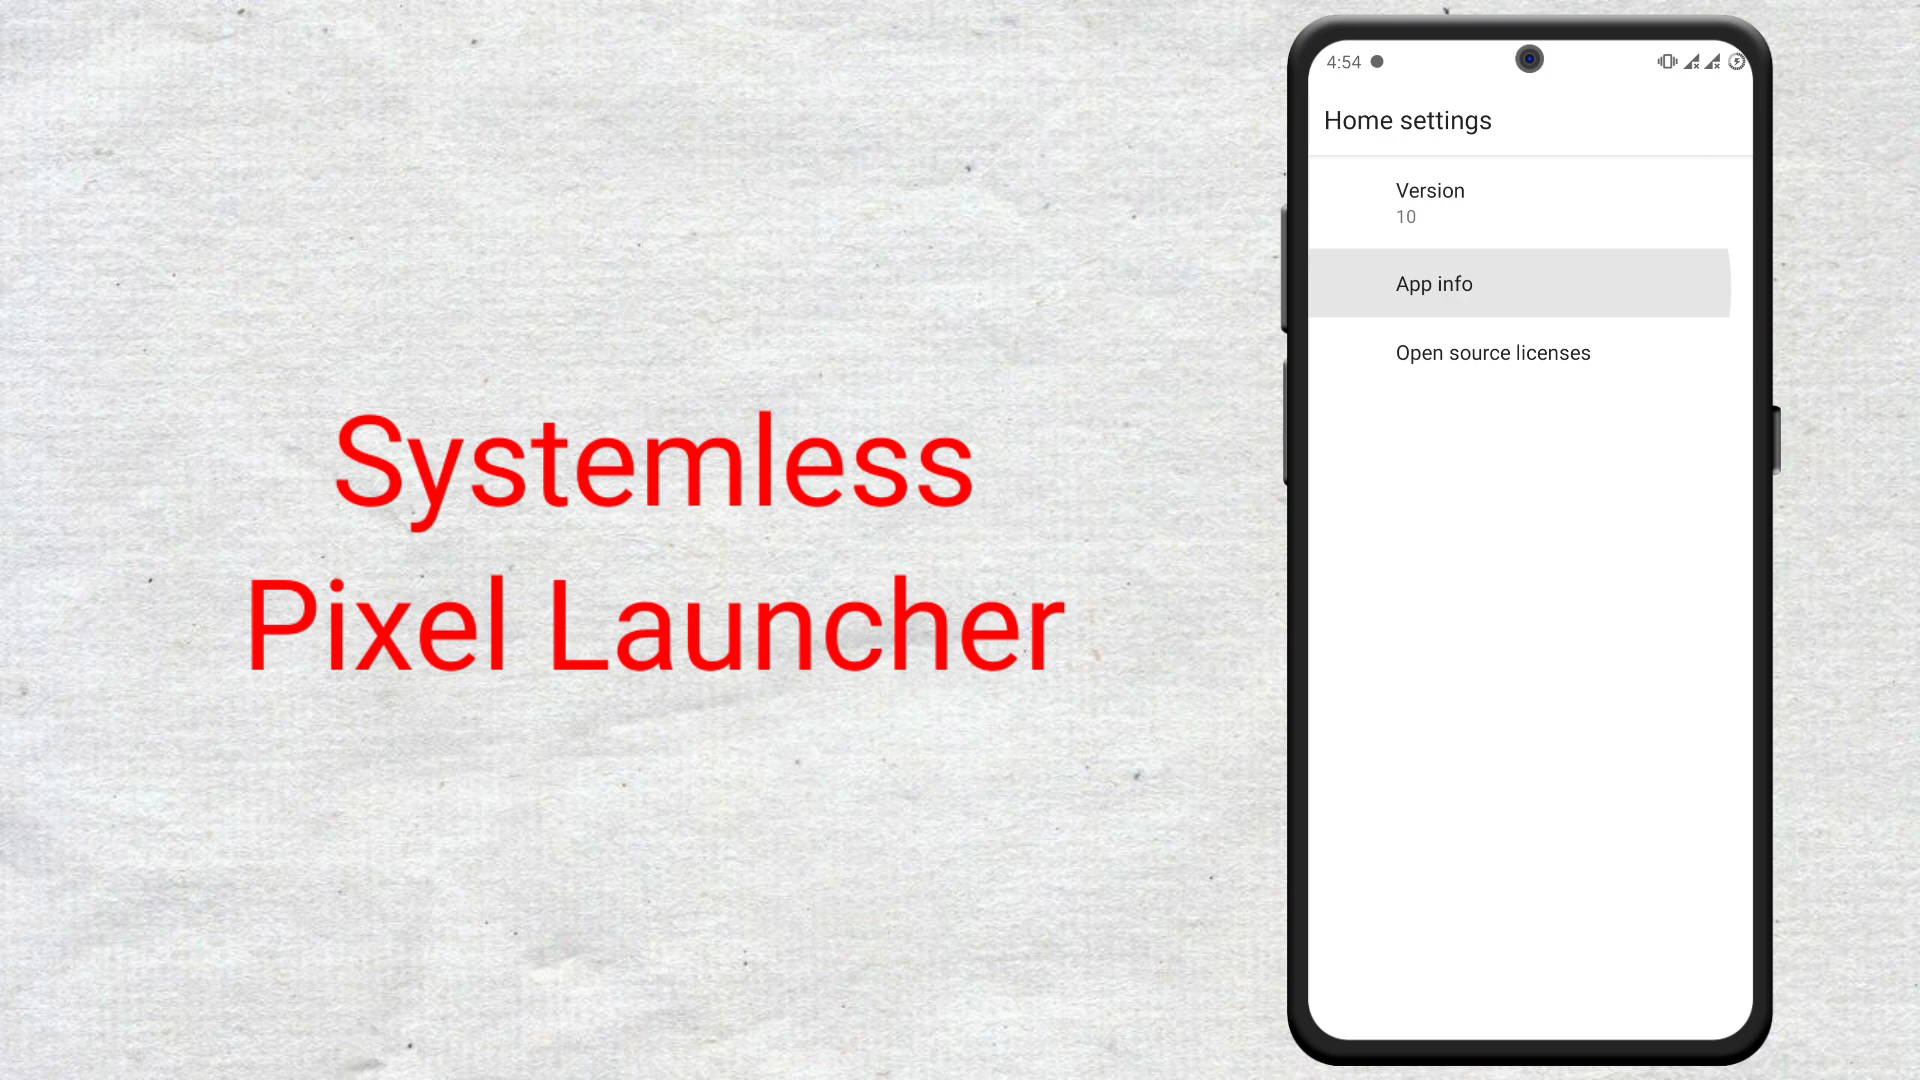 Systemless
Pixel Launcher
4:54
Home settings
Version
10
App info
Open source licenses